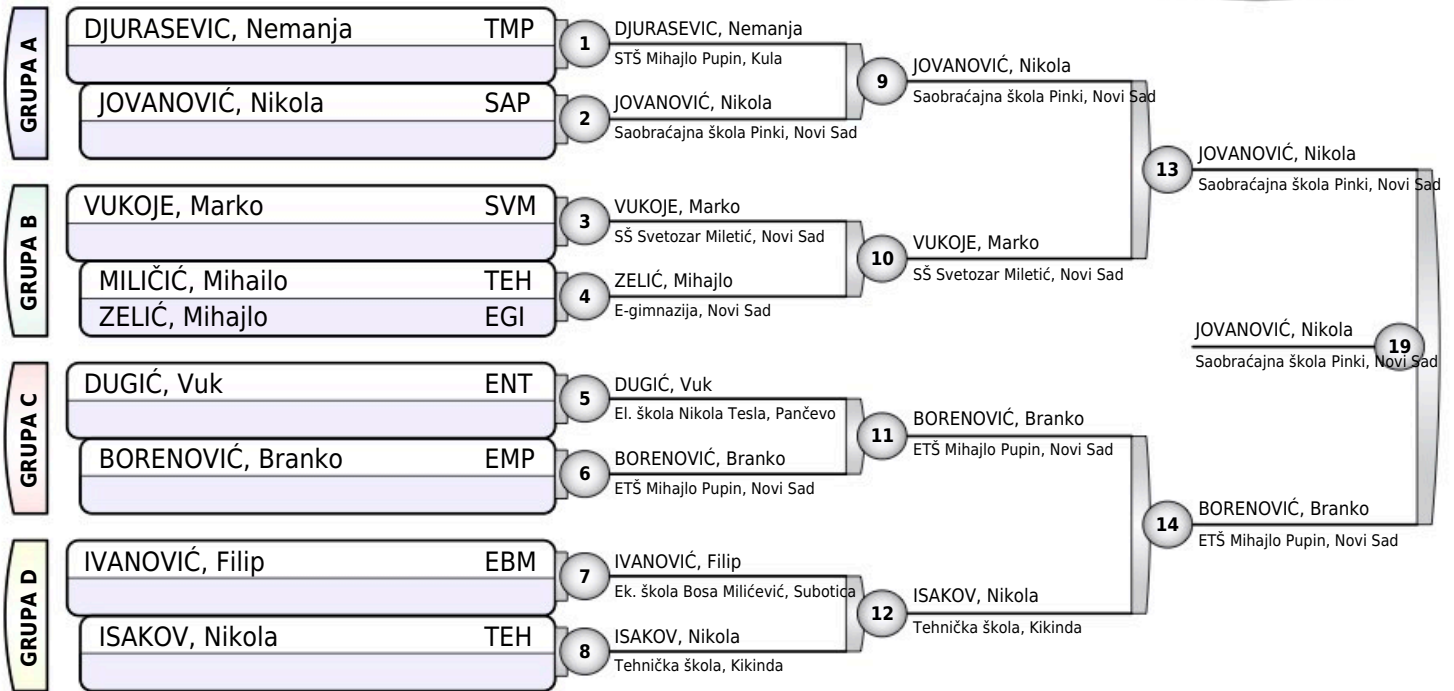 GRUPA A
DJURASEVIC, Nemanja TMP
JOVANOVIĆ, Nikola SAP
GRUPA B
VUKOJE, Marko SVM
MILIČIĆ, Mihailo TEH
ZELIĆ, Mihajlo EGI
GRUPA C
DUGIĆ, Vuk ENT
BORENOVIĆ, Branko EMP
GRUPA D
IVANOVIĆ, Filip EBM
ISAKOV, Nikola TEH
1
DJURASEVIC, Nemanja
STŠ Mihajlo Pupin, Kula
2
JOVANOVIĆ, Nikola
Saobraćajna škola Pinki, Novi Sad
3
VUKOJE, Marko
SŠ Svetozar Miletić, Novi Sad
4
ZELIĆ, Mihajlo
E-gimnazija, Novi Sad
5
DUGIĆ, Vuk
El. škola Nikola Tesla, Pančevo
6
BORENOVIĆ, Branko
ETŠ Mihajlo Pupin, Novi Sad
7
IVANOVIĆ, Filip
Ek. škola Bosa Milićević, Subotica
8
ISAKOV, Nikola
Tehnička škola, Kikinda
9
JOVANOVIĆ, Nikola
Saobraćajna škola Pinki, Novi Sad
10
VUKOJE, Marko
SŠ Svetozar Miletić, Novi Sad
11
BORENOVIĆ, Branko
ETŠ Mihajlo Pupin, Novi Sad
12
ISAKOV, Nikola
Tehnička škola, Kikinda
13
JOVANOVIĆ, Nikola
Saobraćajna škola Pinki, Novi Sad
14
BORENOVIĆ, Branko
ETŠ Mihajlo Pupin, Novi Sad
JOVANOVIĆ, Nikola
19
Saobraćajna škola Pinki, Novi Sad